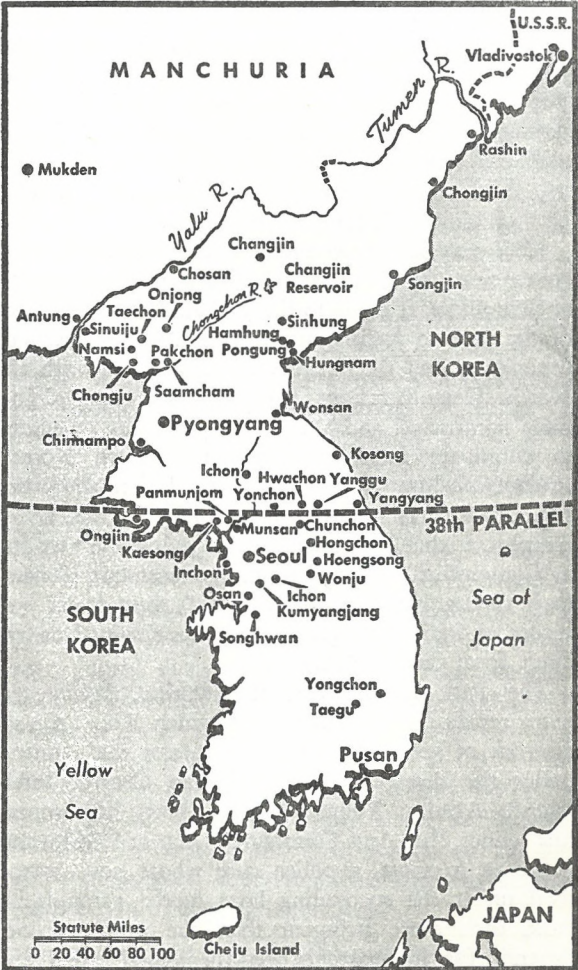 U.S.S.R.
Vladivostok
MANCHURIA
Tumen R.
Rashin
Mukden
Chongjin
Yalu R.
Changjin
Chosan
Changjin
Reservoir
Songjin
Onjong
Chongchon R.
Taechon
Antung
Sinuiju
Sinhung
Hamhung
NORTH
KOREA
Namsi
Pakchon
Pongung
Hungnam
Chongju
Saamcham
Wonsan
Pyongyang
Chinnampo
Kosong
Ichon
Hwachon
Yanggu
Panmunjom
Yonchon
Yangyang
38th PARALLEL
Ongjin
Munsan
Chunchon
Kaesong
Hongchon
Seoul
Hoengsong
Inchon
Wonju
Osan
Ichon
Kumyangjang
Sea of
Japan
SOUTH
KOREA
Songhwan
Yongchon
Taegu
Pusan
Yellow
Sea
JAPAN
Statute Miles
0 20 40 60 80 100
Cheju Island